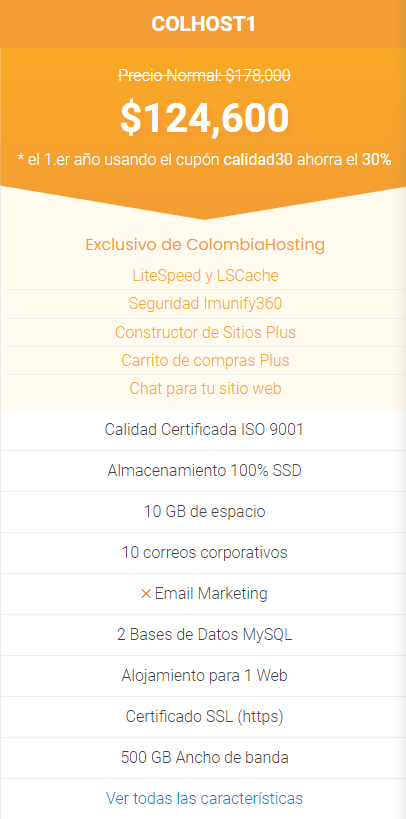 COLHOST1
Precio Normal: $178,000
$124,600
* el 1.er año usando el cupón calidad30 ahorra el 30%
Exclusivo de ColombiaHosting
LiteSpeed y LSCache
Seguridad Imunify360
Constructor de Sitios Plus
Carrito de compras Plus
Chat para tu sitio web
Calidad Certificada ISO 9001
Almacenamiento 100% SSD
10 GB de espacio
10 correos corporativos
× Email Marketing
2 Bases de Datos MySQL
Alojamiento para 1 Web
Certificado SSL (https)
500 GB Ancho de banda
Ver todas las características